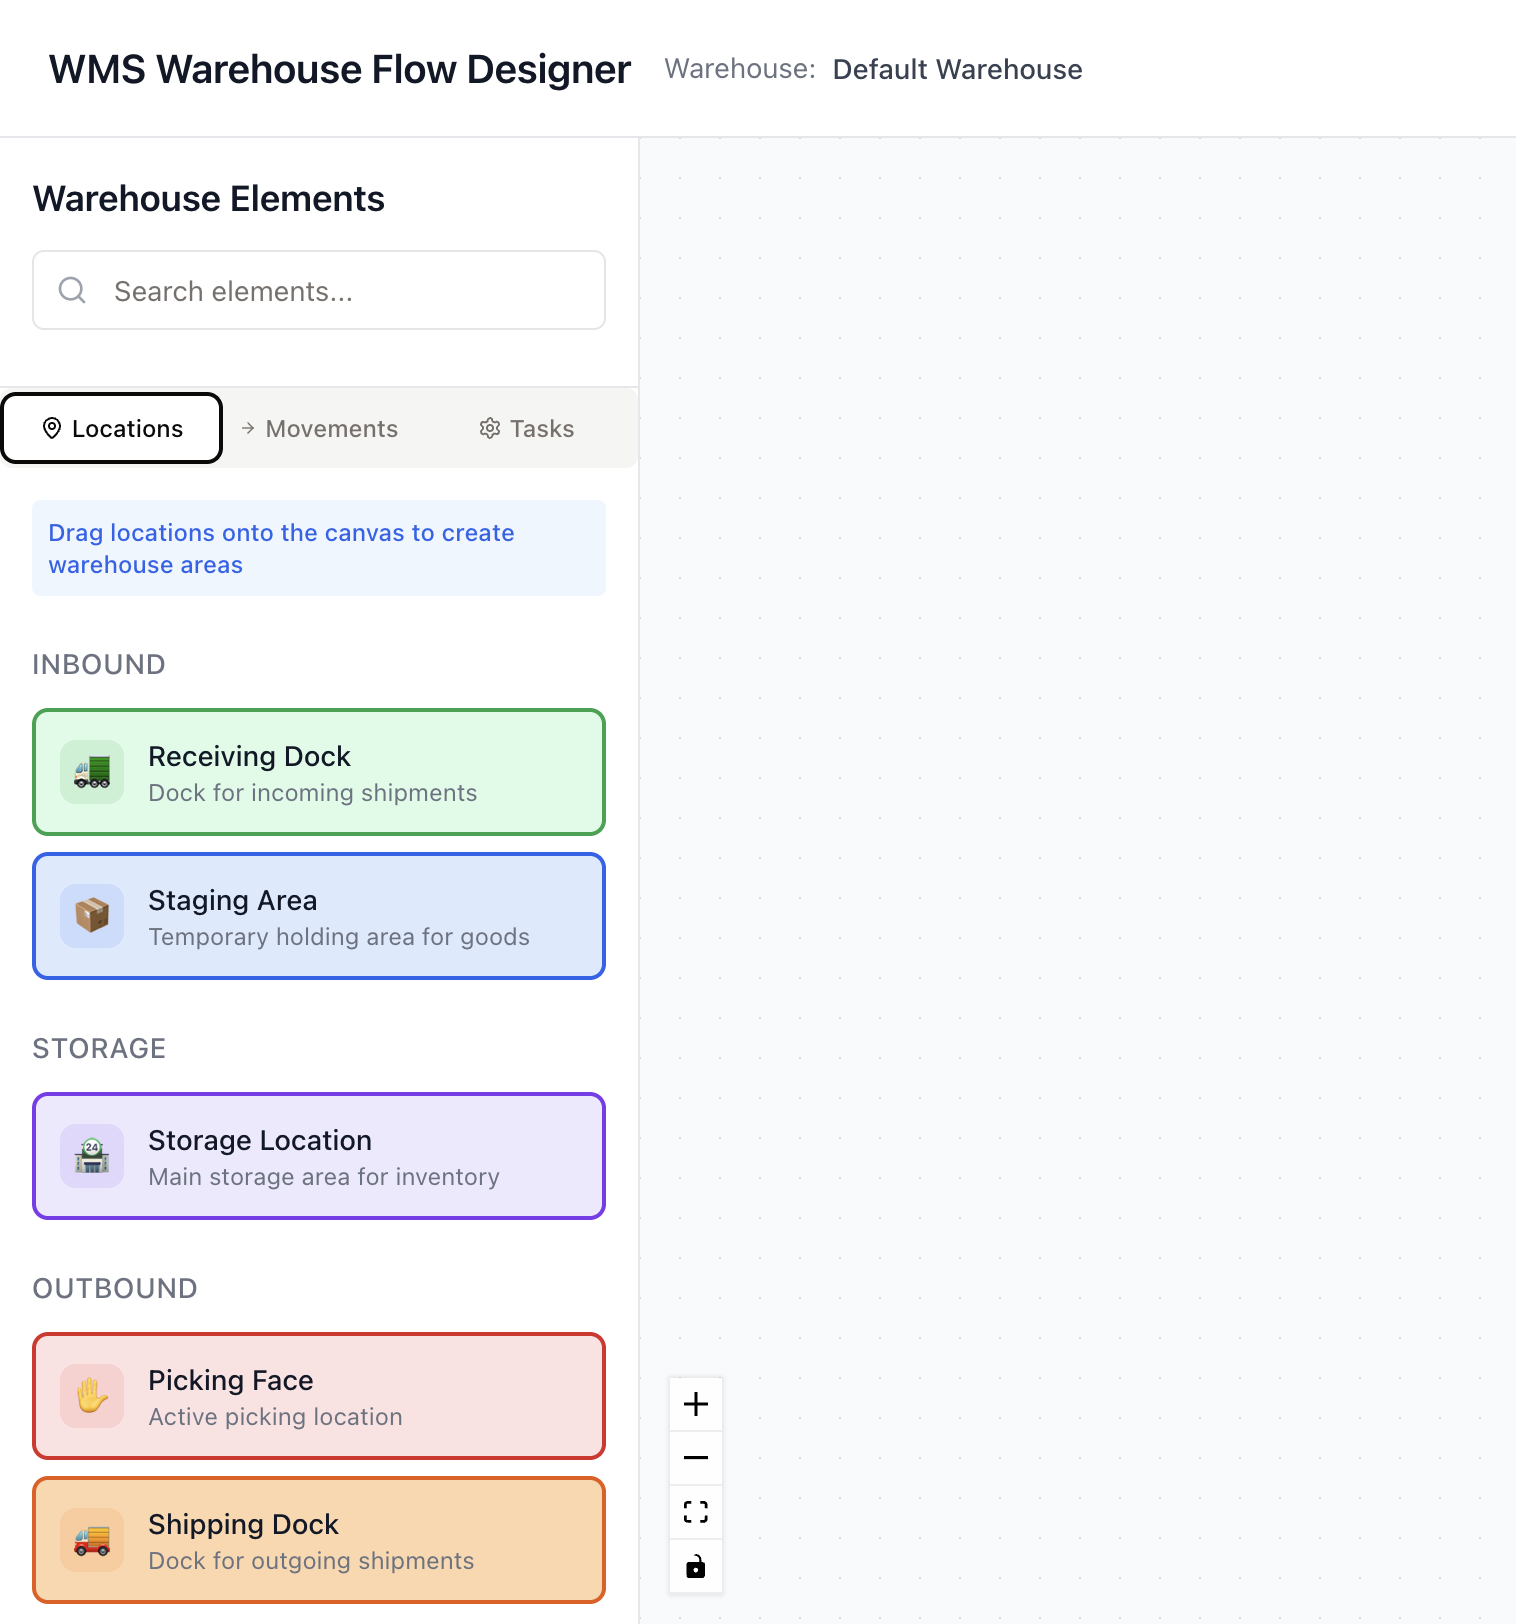 WMS Warehouse Flow Designer
Warehouse: Default Warehouse
Warehouse Elements
Search elements...
Locations
Movements
Tasks
Drag locations onto the canvas to create
warehouse areas
INBOUND
Receiving Dock
Dock for incoming shipments
Staging Area
Temporary holding area for goods
STORAGE
24
Storage Location
Main storage area for inventory
OUTBOUND
Picking Face
Active picking location
Shipping Dock
Dock for outgoing shipments